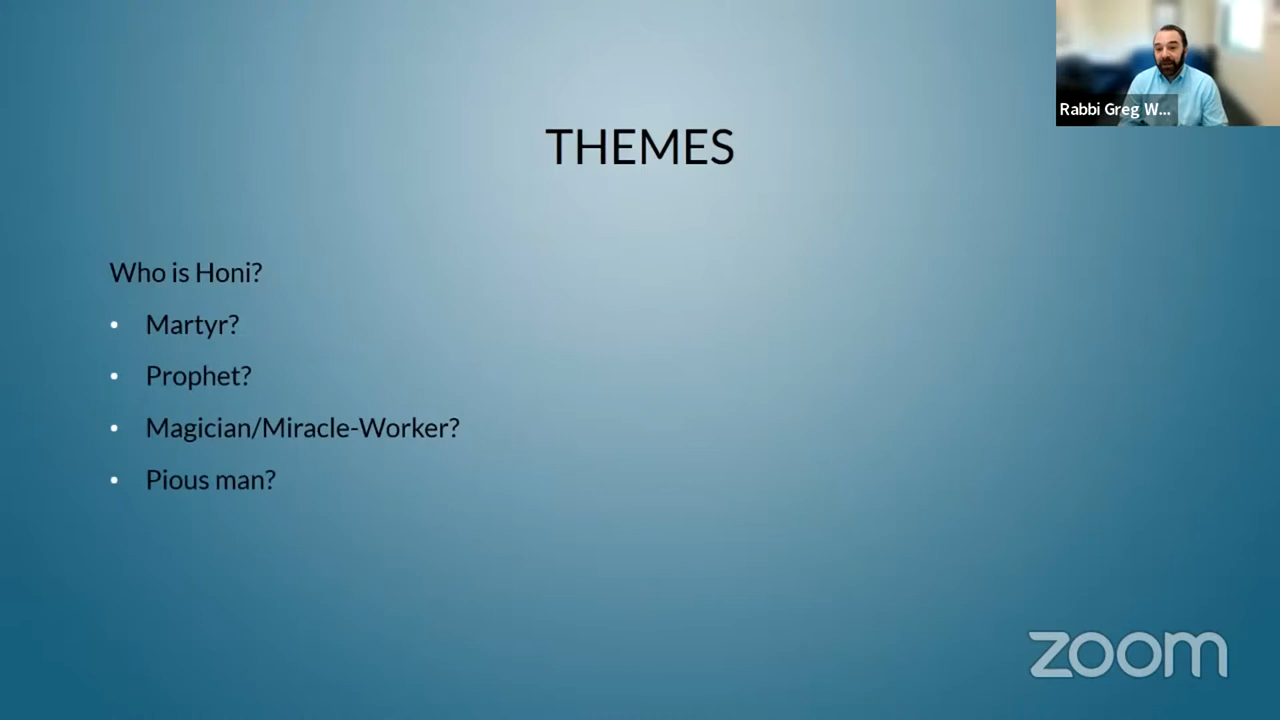 Rabbi Greg W...
THEMES
Who is Honi?
• Martyr?
• Prophet?
• Magician/Miracle-Worker?
• Pious man?
zoom